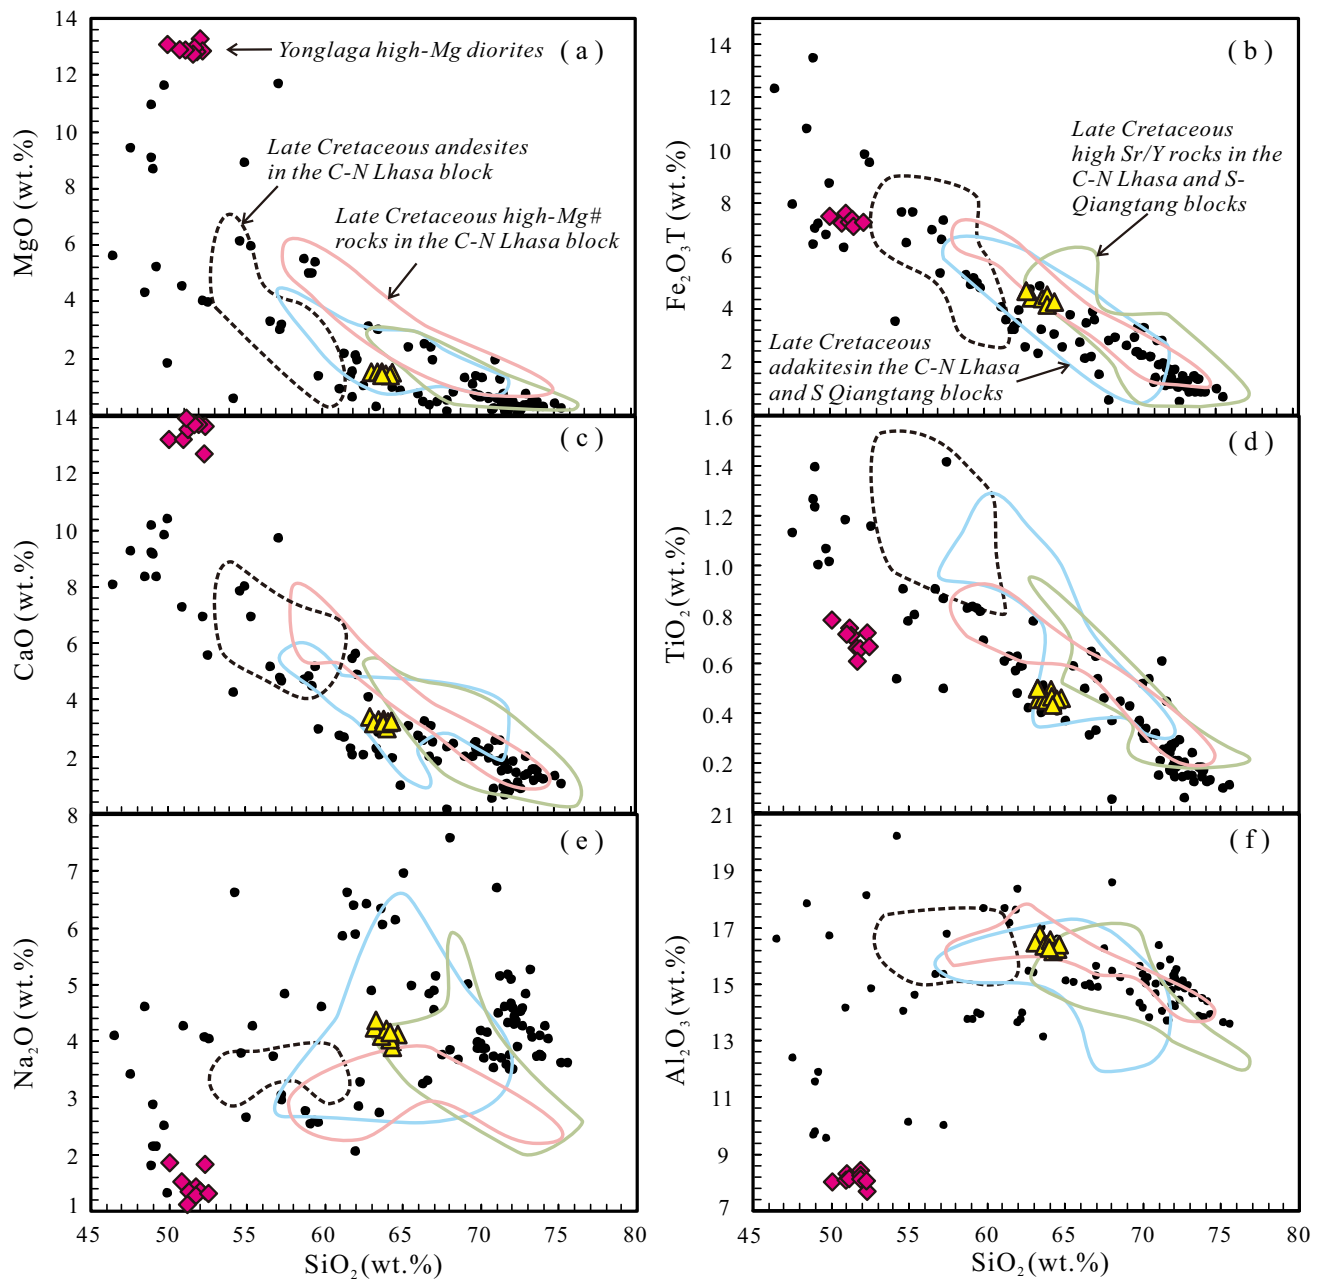 14
12
10
8
6
4
2
MgO (wt.%)
Yonglaga high-Mg diorites
( a )
Late Cretaceous andesites
in the C-N Lhasa block
Late Cretaceous high-Mg#
rocks in the C-N Lhasa block
14
12
10
8
6
4
2
Fe2O3T (wt.%)
( b )
Late Cretaceous
high Sr/Y rocks in the
C-N Lhasa and S-
Qiangtang blocks
Late Cretaceous
adakitesin the C-N Lhasa
and S Qiangtang blocks
14
12
10
8
6
4
2
CaO (wt.%)
( c )
1.6
1.4
1.2
1.0
0.8
0.6
0.4
0.2
TiO2 (wt.%)
( d )
8
7
6
5
4
3
2
1
Na2O (wt.%)
( e )
45
50
55
60
65
70
75
80
SiO2 (wt.%)
21
19
17
15
13
11
9
7
Al2O3 (wt.%)
( f )
45
50
55
60
65
70
75
80
SiO2 (wt.%)